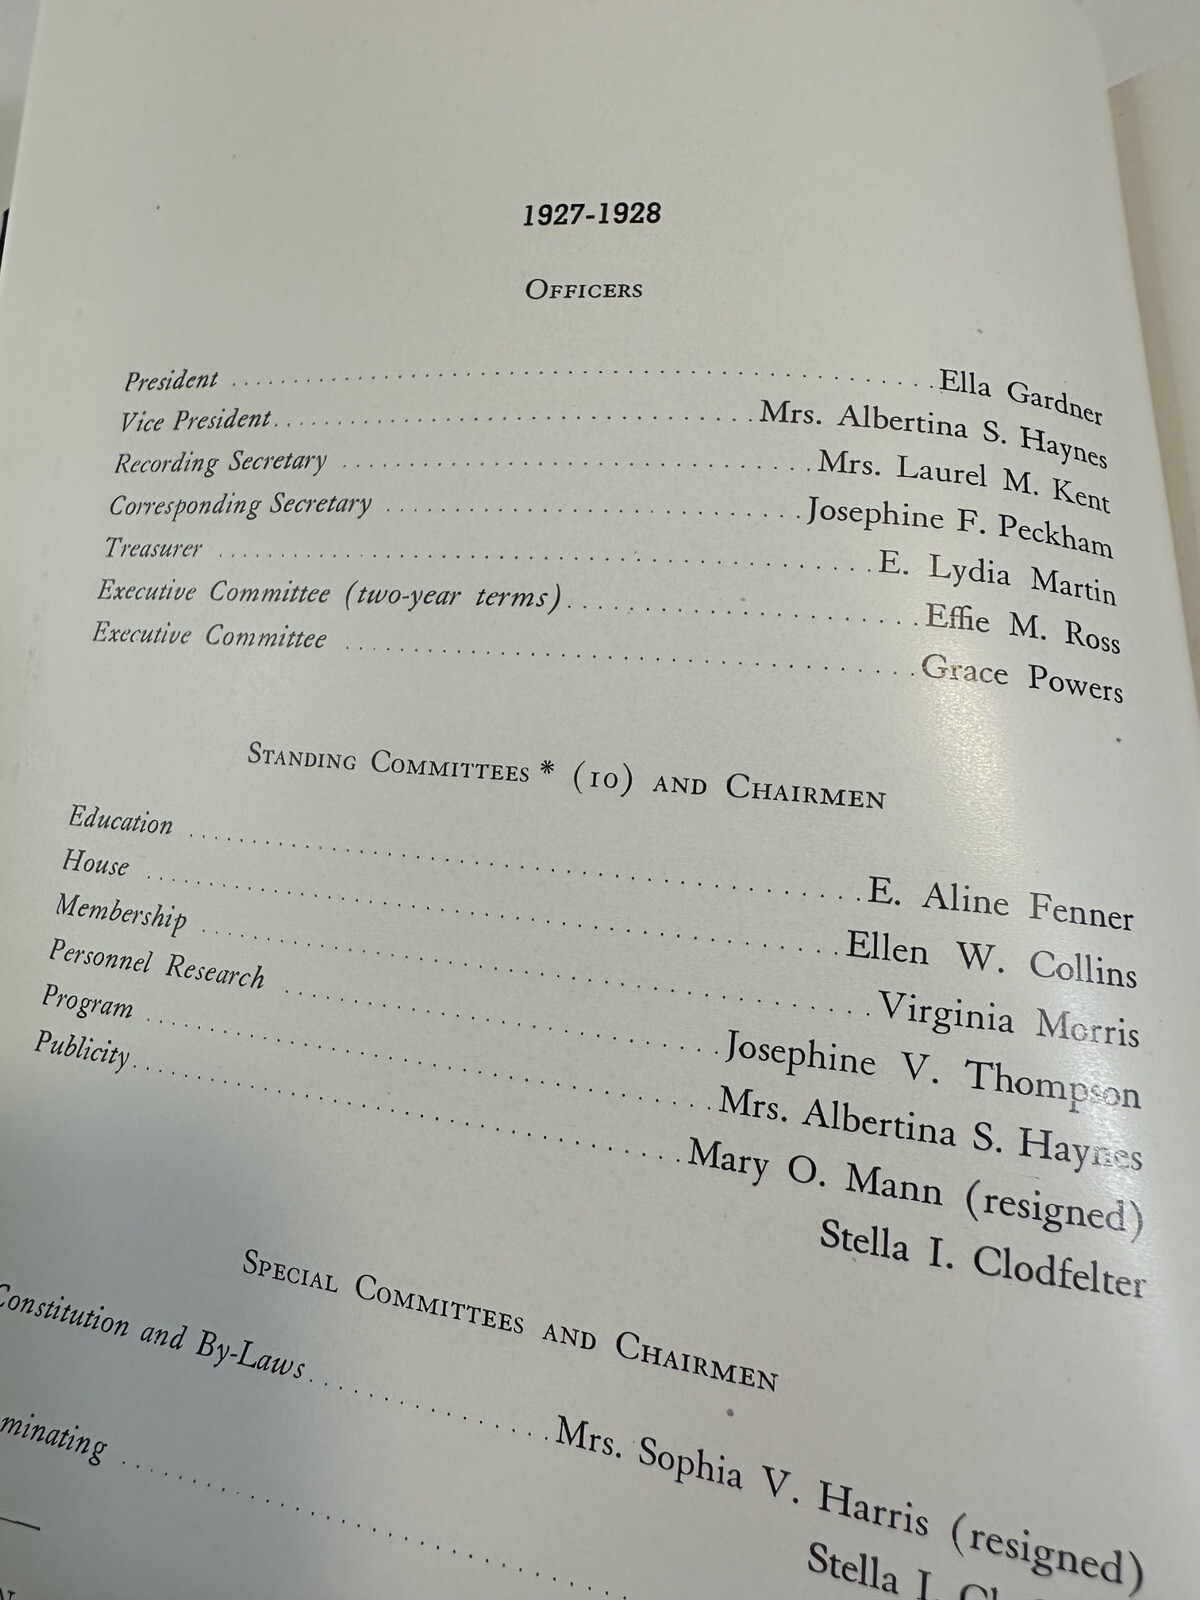 1927-1928
Officers
President Ella Gardner
Vice President Mrs. Albertina S. Haynes
Recording Secretary Mrs. Laurel M. Kent
Corresponding Secretary Josephine F. Peckham
Treasurer E. Lydia Martin
Executive Committee (two-year terms) Effie M. Ross
Executive Committee Grace Powers
Standing Committees * (10) and Chairmen
Education E. Aline Fenner
House Ellen W. Collins
Membership Virginia Morris
Personnel Research Josephine V. Thompson
Program Mrs. Albertina S. Haynes
Publicity Mary O. Mann (resigned)
Stella I. Clodfelter
Special Committees and Chairmen
Constitution and By-Laws Mrs. Sophia V. Harris (resigned)
Stella I.
minating